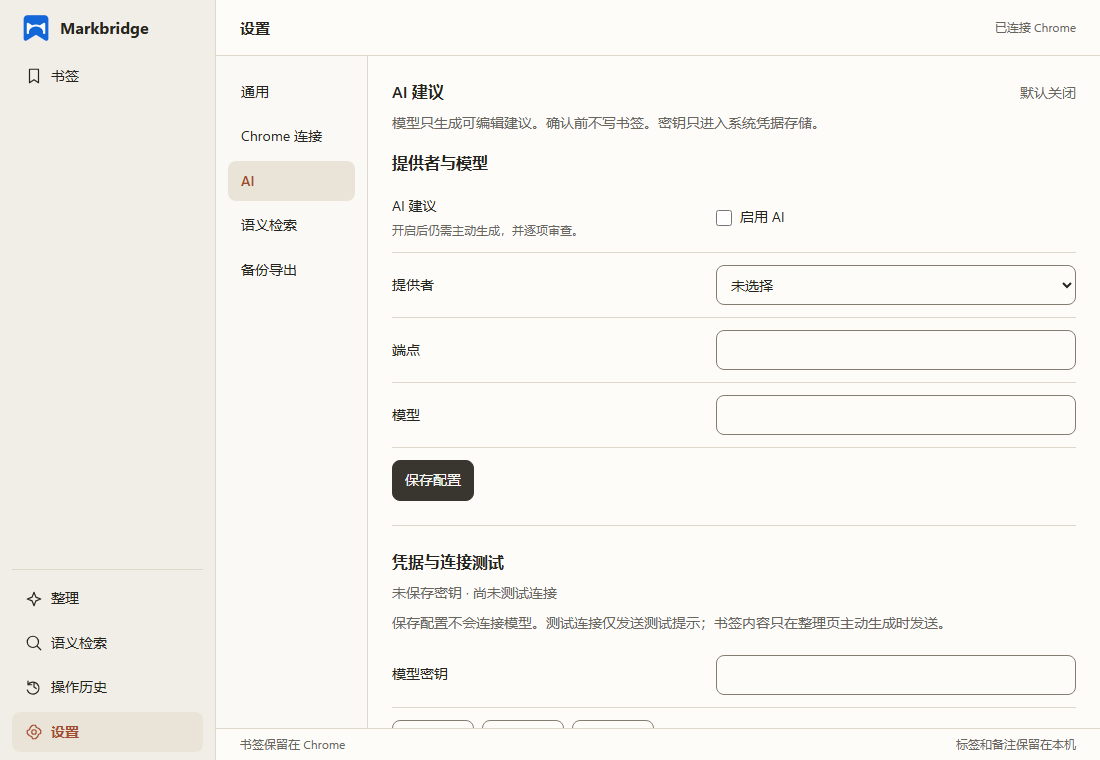 Markbridge
书签
整理
语义检索
操作历史
设置
设置
已连接 Chrome
通用
Chrome 连接
AI
语义检索
备份导出
AI 建议
默认关闭
模型只生成可编辑建议。确认前不写书签。密钥只进入系统凭据存储。
提供者与模型
AI 建议
开启后仍需主动生成，并逐项审查。
启用 AI
提供者
未选择
端点
模型
保存配置
凭据与连接测试
未保存密钥 · 尚未测试连接
保存配置不会连接模型。测试连接仅发送测试提示；书签内容只在整理页主动生成时发送。
模型密钥
书签保留在 Chrome
标签和备注保留在本机